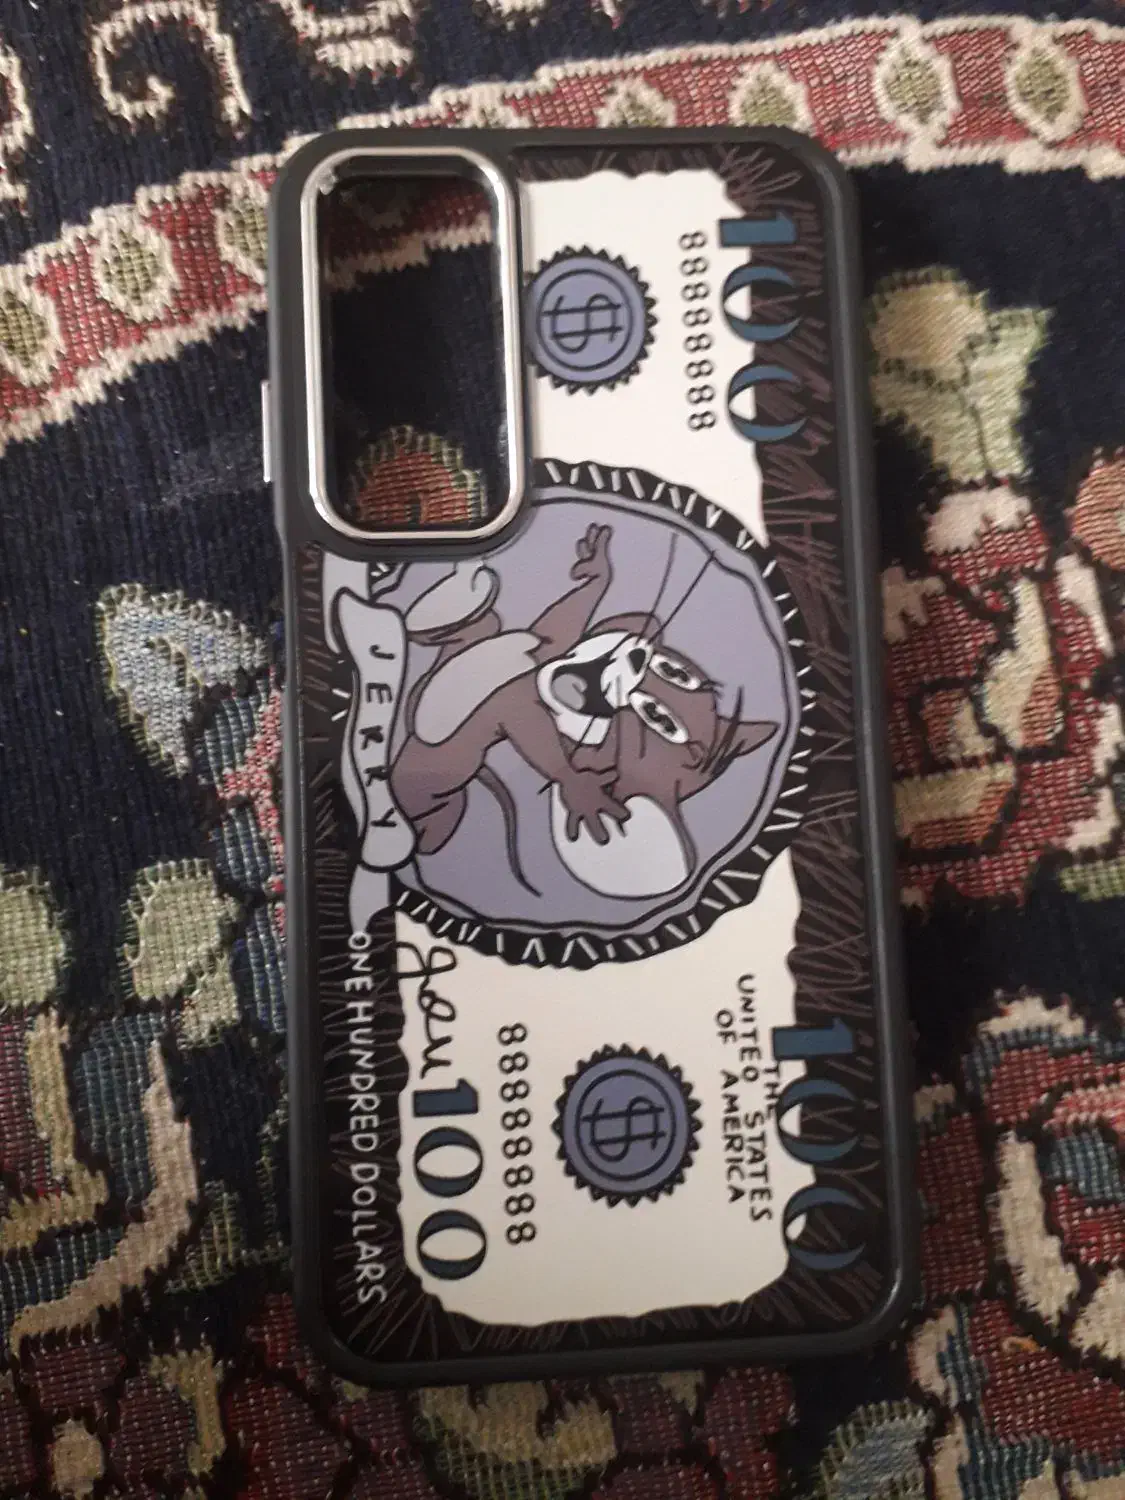 100
100
88888888
THE
UNITED STATES
OF AMERICA
$
$
$
$
88888888
JERRY
100
ONE HUNDRED DOLLARS